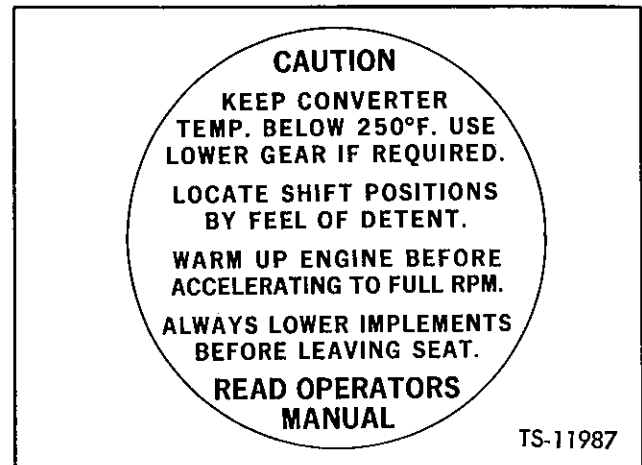 CAUTION
KEEP CONVERTER
TEMP. BELOW 250°F. USE
LOWER GEAR IF REQUIRED.
LOCATE SHIFT POSITIONS
BY FEEL OF DETENT.
WARM UP ENGINE BEFORE
ACCELERATING TO FULL RPM.
ALWAYS LOWER IMPLEMENTS
BEFORE LEAVING SEAT.
READ OPERATORS
MANUAL
TS-11987